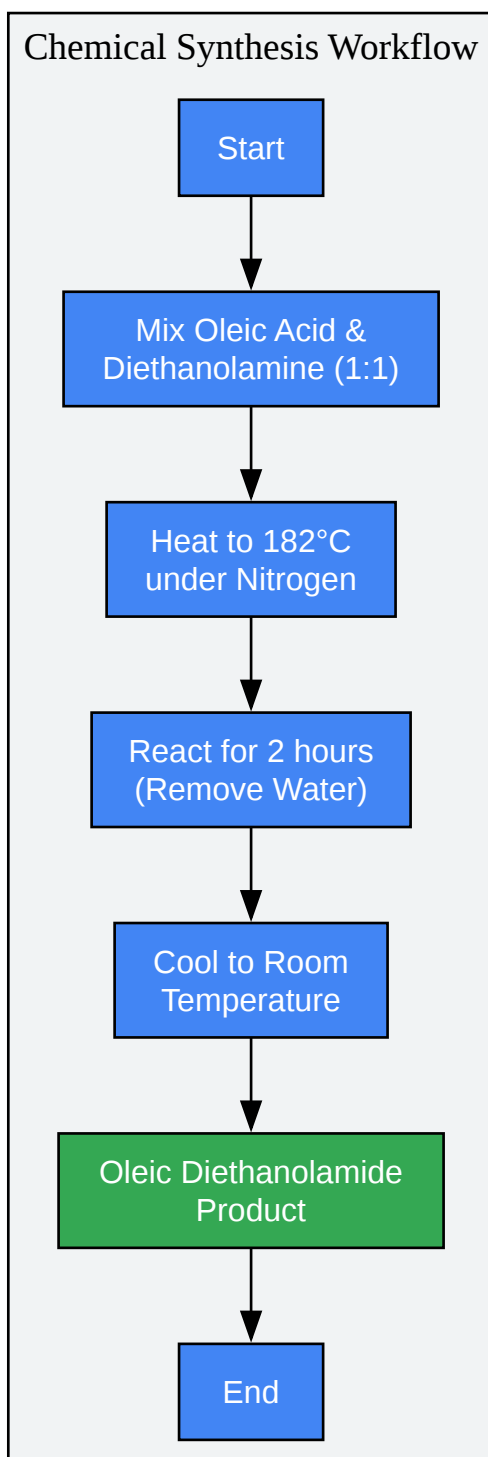 Chemical Synthesis Workflow
Start
Mix Oleic Acid &
Diethanolamine (1:1)
Heat to 182°C
under Nitrogen
React for 2 hours
(Remove Water)
Cool to Room
Temperature
Oleic Diethanolamide
Product
End